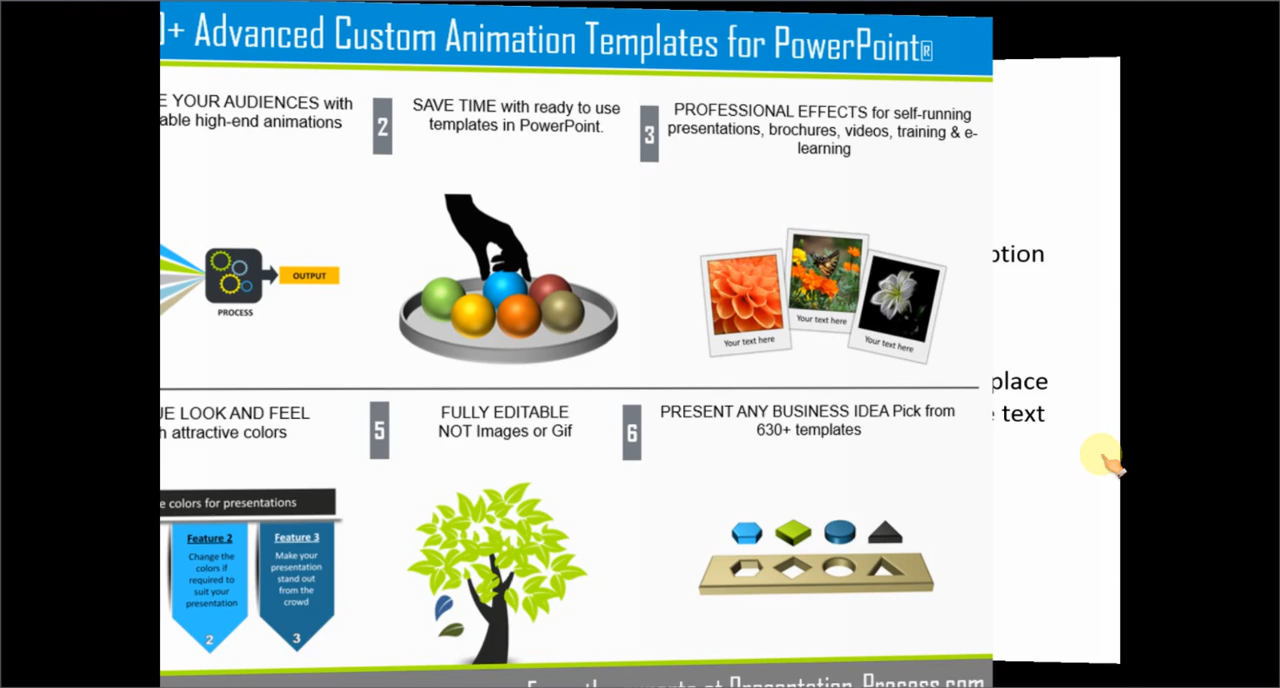 + Advanced Custom Animation Templates for PowerPoint®
E YOUR AUDIENCES with
able high-end animations
2
SAVE TIME with ready to use
templates in PowerPoint.
3
PROFESSIONAL EFFECTS for self-running
presentations, brochures, videos, training & e-
learning
OUTPUT
PROCESS
Your text here
Your text here
Your text here
ption
place
text
UE LOOK AND FEEL
h attractive colors
5
FULLY EDITABLE
NOT Images or Gif
6
PRESENT ANY BUSINESS IDEA Pick from
630+ templates
e colors for presentations
Feature 2
Change the
colors if
required to
suit your
presentation
2
Feature 3
Make your
presentation
stand out
from the
crowd
3
at Presentation-Process.com